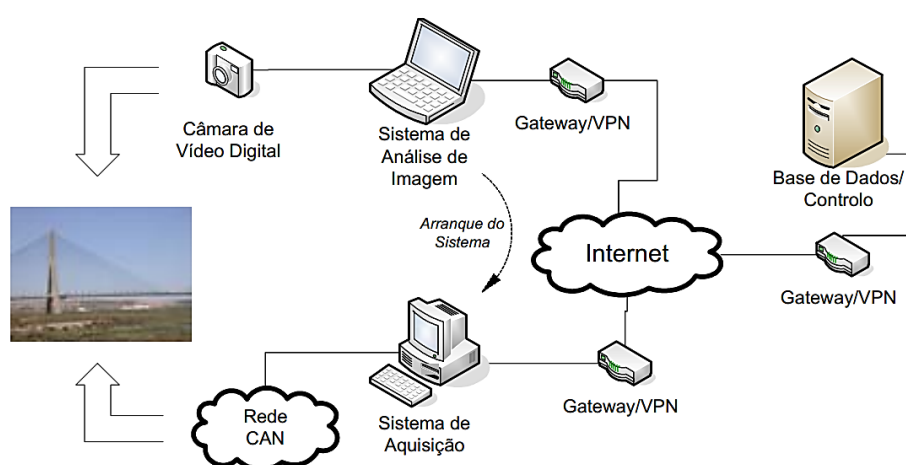 Câmara de
Vídeo Digital
Sistema de
Análise de
Imagem
Gateway/VPN
Base de Dados/
Controlo
Arranque do
Sistema
Internet
Gateway/VPN
Rede
CAN
Sistema de
Aquisição
Gateway/VPN